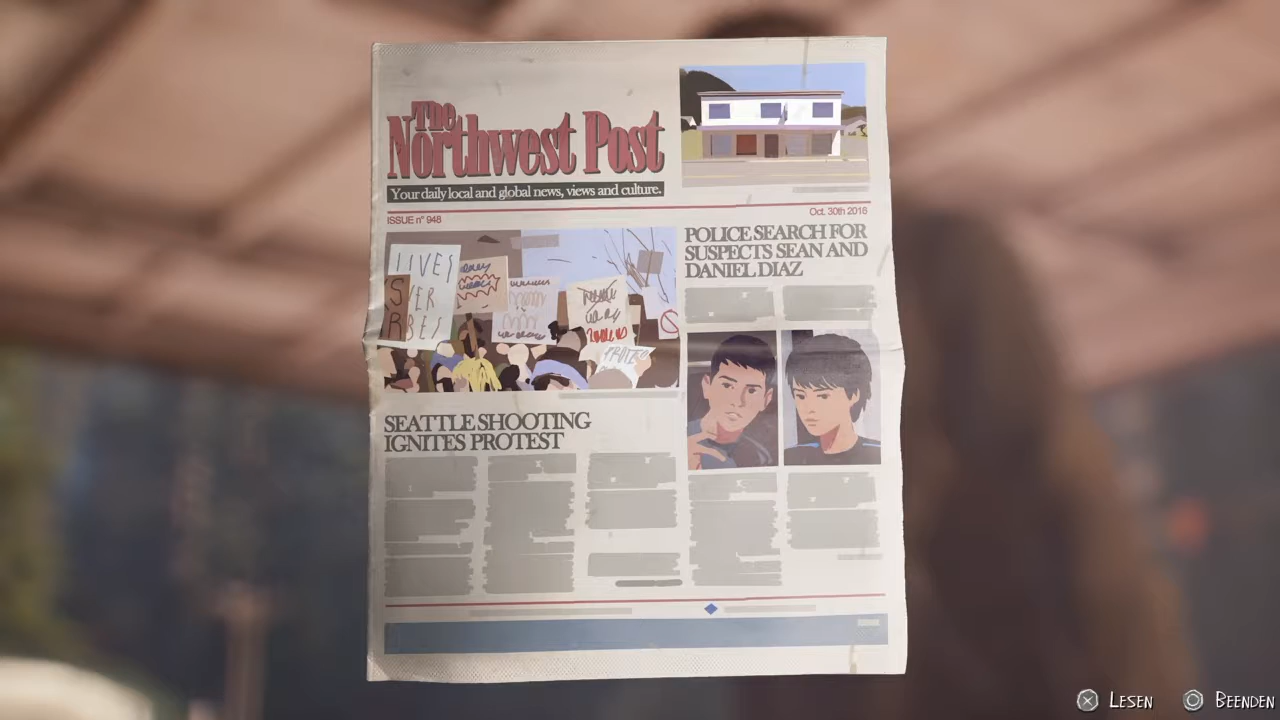 The
Northwest Post
Your daily local and global news, views and culture.
ISSUE n° 948
Oct. 30th 2016
LIVES
POLICE SEARCH FOR
SUSPECTS SEAN AND
DANIEL DIAZ
SEATTLE SHOOTING
IGNITES PROTEST
LESEN
BEENDEN